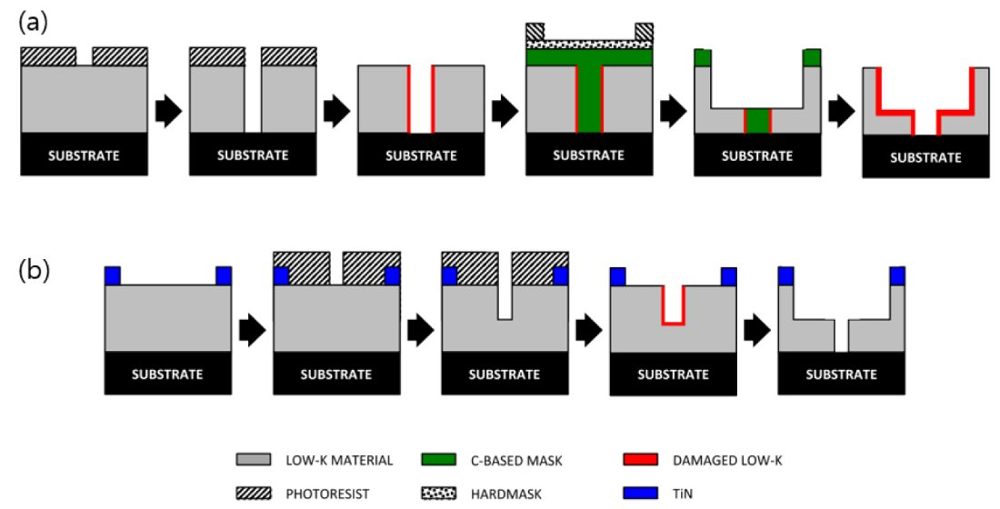 (a)
SUBSTRATE SUBSTRATE SUBSTRATE SUBSTRATE SUBSTRATE SUBSTRATE
(b)
SUBSTRATE SUBSTRATE SUBSTRATE SUBSTRATE SUBSTRATE
LOW-K MATERIAL C-BASED MASK DAMAGED LOW-K
PHOTORESIST HARDMASK TiN